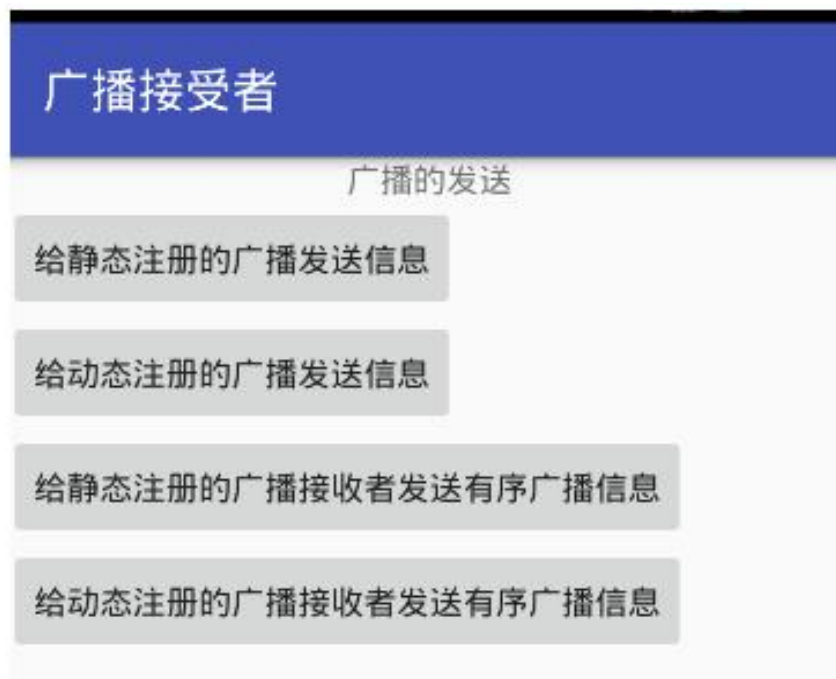 广播接受者
广播的发送
给静态注册的广播发送信息
给动态注册的广播发送信息
给静态注册的广播接收者发送有序广播信息
给动态注册的广播接收者发送有序广播信息